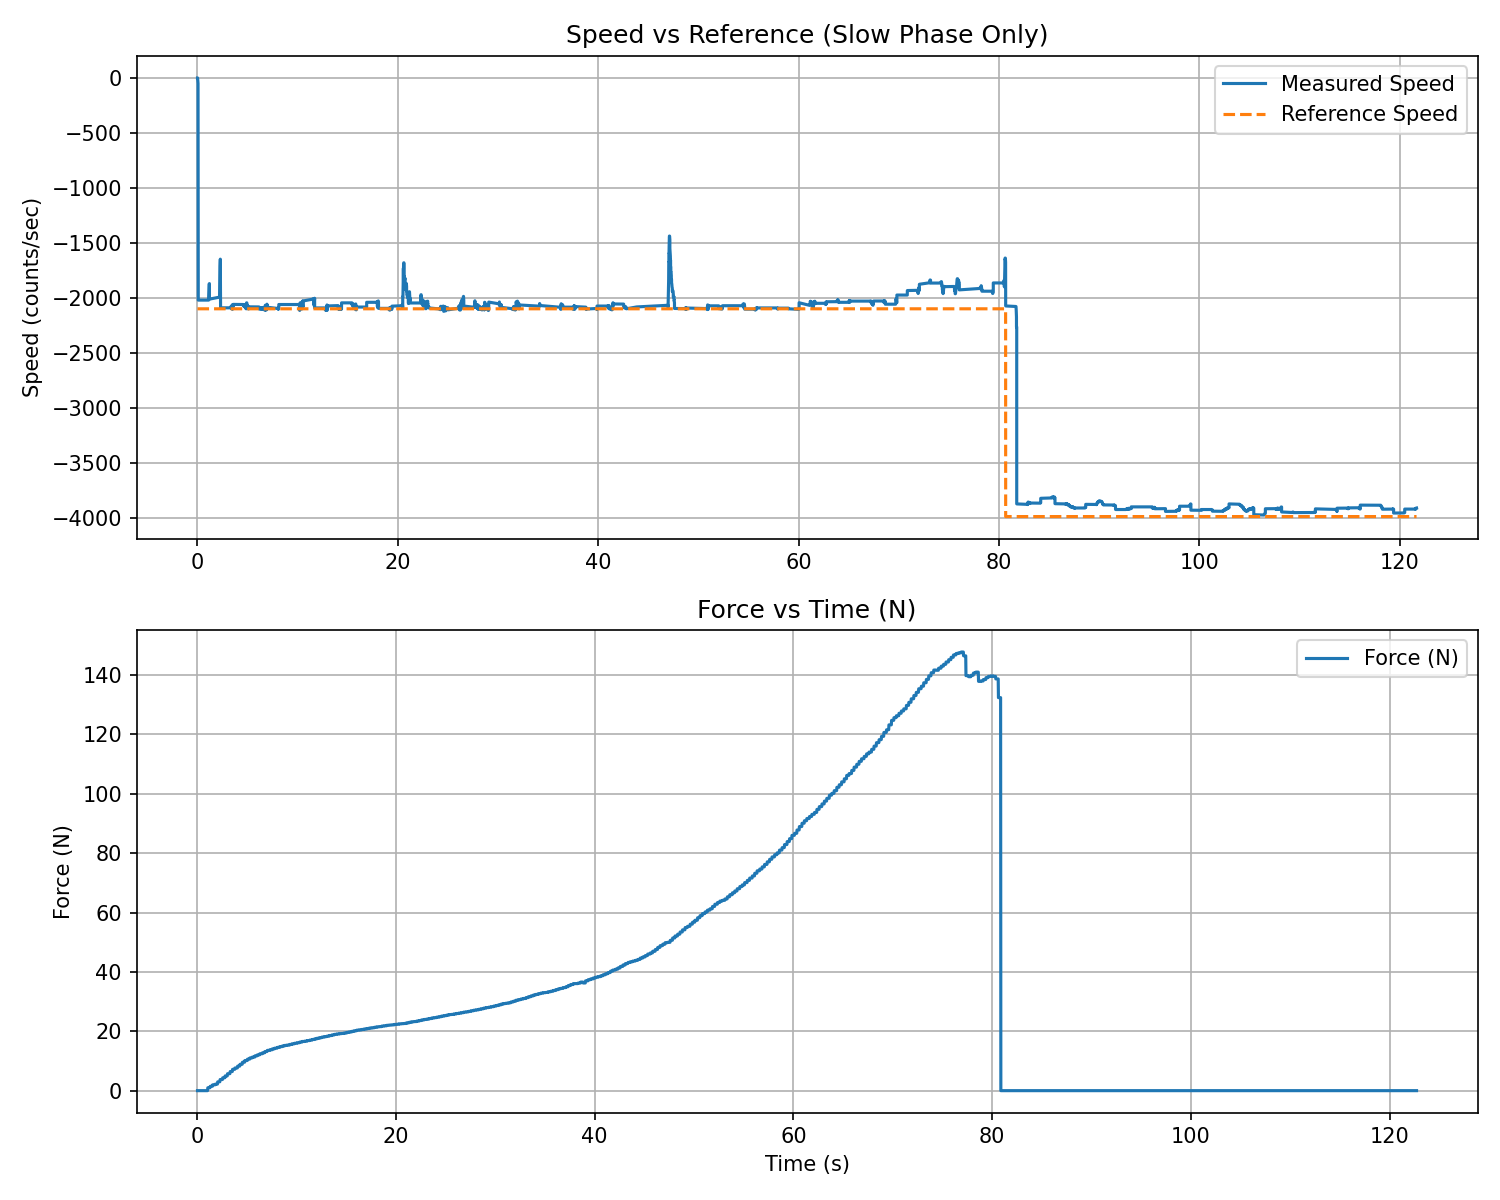 Speed vs Reference (Slow Phase Only)
Measured Speed
Reference Speed
Speed (counts/sec)
0
−500
−1000
−1500
−2000
−2500
−3000
−3500
−4000
0 20 40 60 80 100 120
Force vs Time (N)
Force (N)
Force (N)
140
120
100
80
60
40
20
0
0 20 40 60 80 100 120
Time (s)